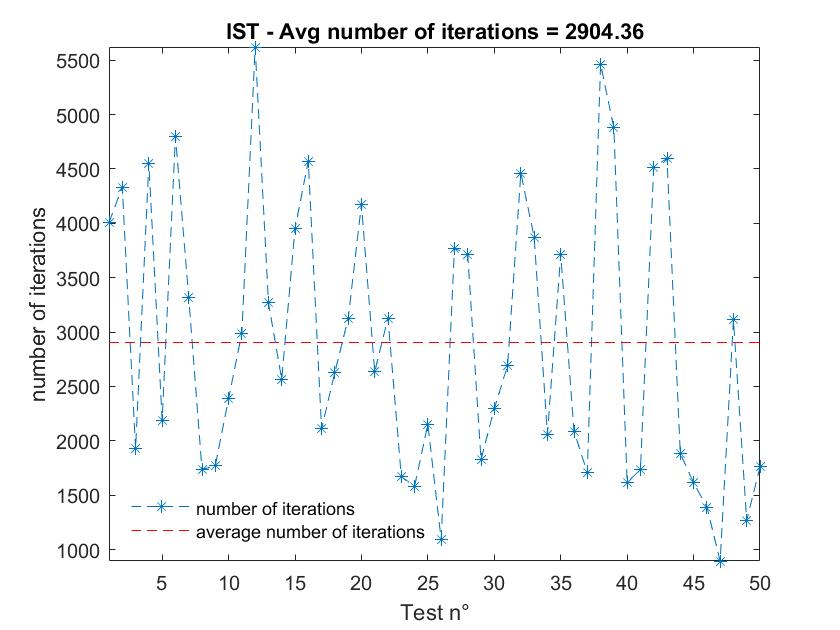 IST - Avg number of iterations = 2904.36
5500
5000
4500
4000
3500
3000
2500
2000
1500
1000
number of iterations
number of iterations
average number of iterations
5 10 15 20 25 30 35 40 45 50
Test n°